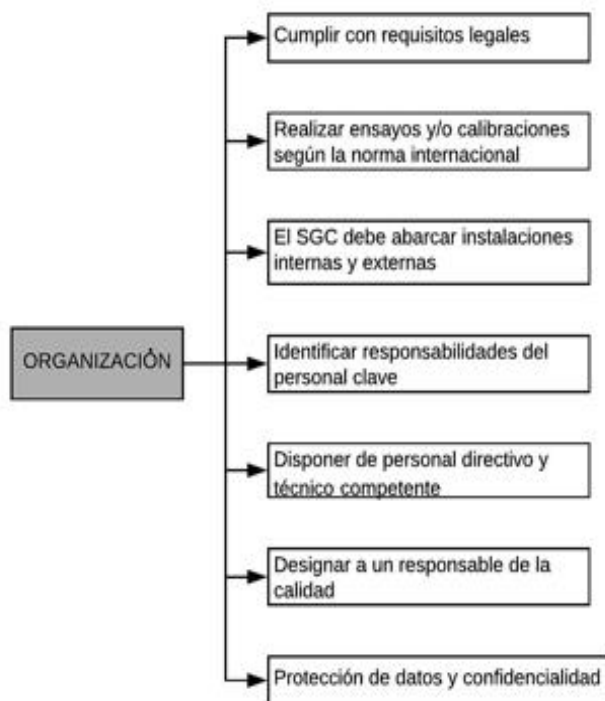 Cumplir con requisitos legales
Realizar ensayos y/o calibraciones
según la norma internacional
El SGC debe abarcar instalaciones
internas y externas
ORGANIZACIÓN
Identificar responsabilidades del
personal clave
Disponer de personal directivo y
técnico competente
Designar a un responsable de la
calidad
Protección de datos y confidencialidad